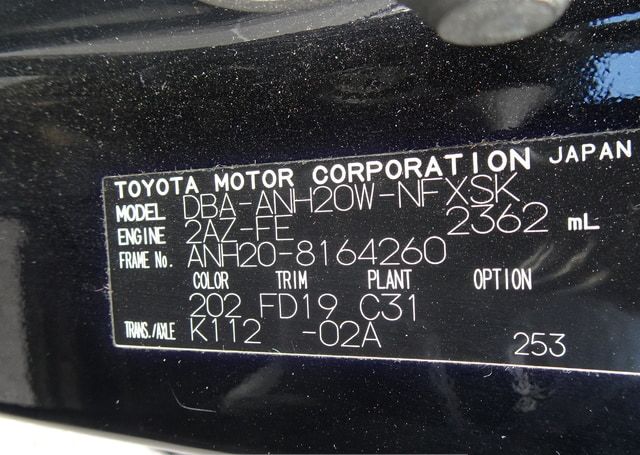 TOYOTA MOTOR CORPORATION JAPAN
MODEL DBA-ANH20W-NFXSK
ENGINE 2AZ-FE 2362 mL
FRAME No. ANH20-8164260
COLOR TRIM PLANT OPTION
202 FD19 C31
TRANS./AXLE K112 -02A 253